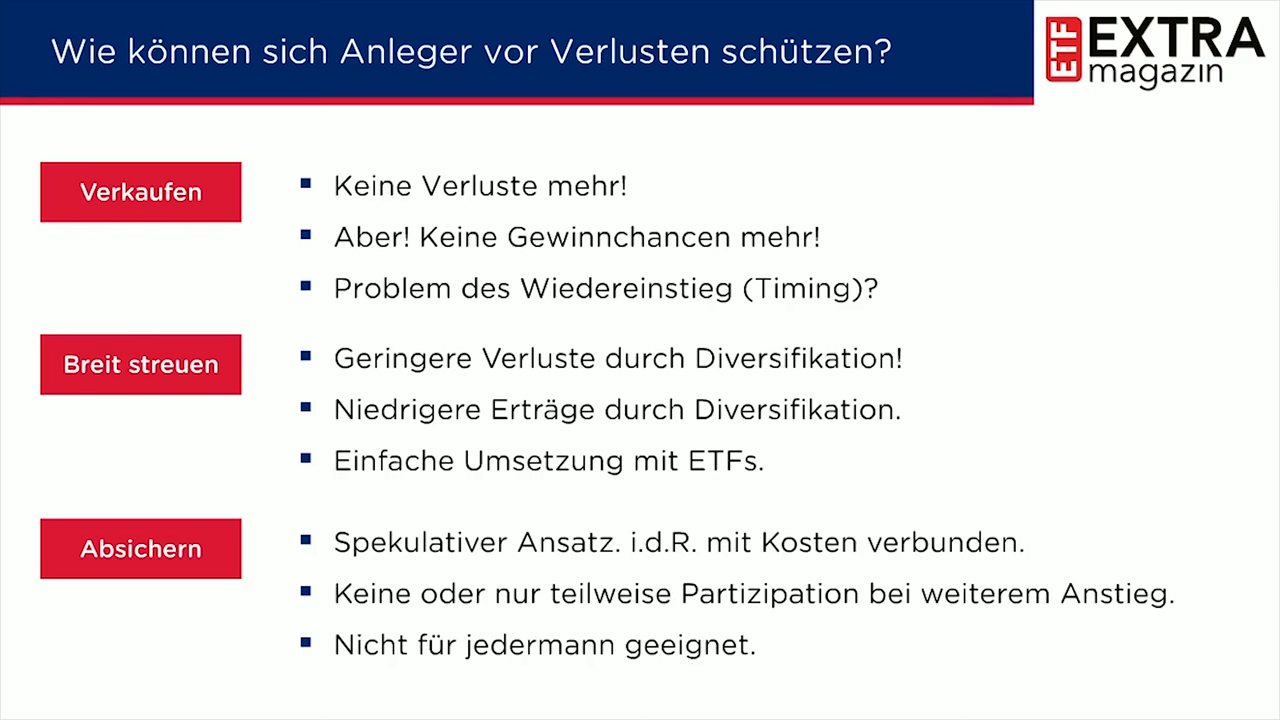 Wie können sich Anleger vor Verlusten schützen?
ETF EXTRA
magazin
Verkaufen
Keine Verluste mehr!
Aber! Keine Gewinnchancen mehr!
Problem des Wiedereinstieg (Timing)?
Breit streuen
Geringere Verluste durch Diversifikation!
Niedrigere Erträge durch Diversifikation.
Einfache Umsetzung mit ETFs.
Absichern
Spekulativer Ansatz. i.d.R. mit Kosten verbunden.
Keine oder nur teilweise Partizipation bei weiterem Anstieg.
Nicht für jedermann geeignet.